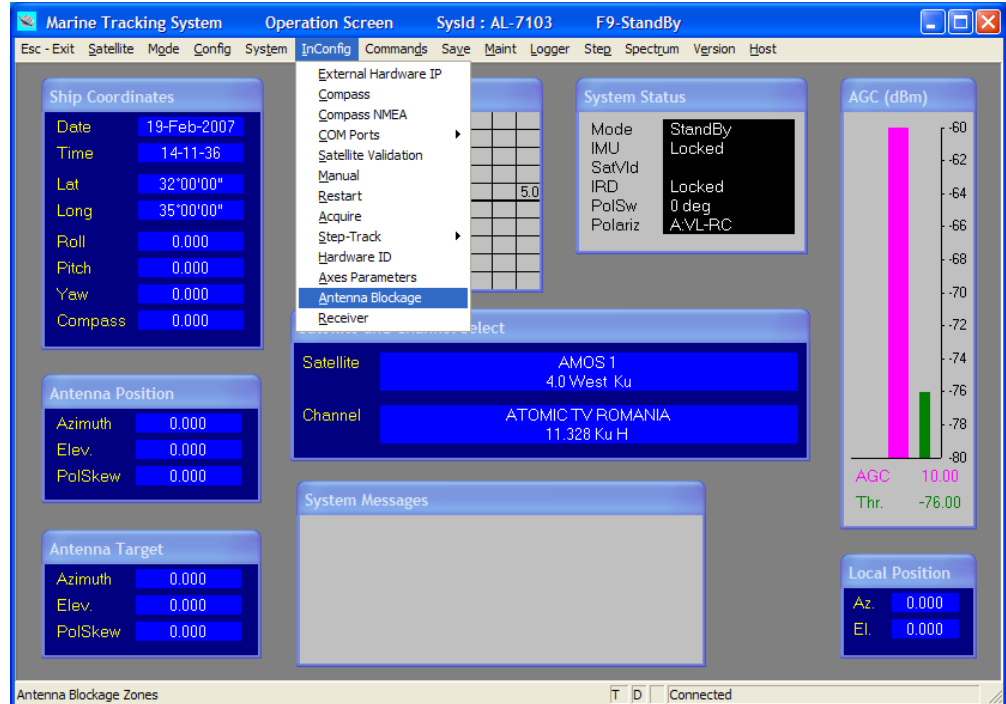 Marine Tracking System Operation Screen SysId : AL-7103 F9-StandBy
Esc - Exit Satellite Mode Config System InConfig Commands Save Maint Logger Step Spectrum Version Host
External Hardware IP
Compass
Compass NMEA
COM Ports
Satellite Validation
Manual
Restart
Acquire
Step-Track
Hardware ID
Axes Parameters
Antenna Blockage
Receiver
Ship Coordinates
Date 19-Feb-2007
Time 14-11-36
Lat 32°00'00"
Long 35°00'00"
Roll 0.000
Pitch 0.000
Yaw 0.000
Compass 0.000
5.0
System Status
Mode StandBy
IMU Locked
SatVld
IRD Locked
PolSw 0 deg
Polariz A:VL-RC
AGC (dBm)
-60
-62
-64
-66
-68
-70
-72
-74
-76
-78
-80
AGC 10.00
Thr. -76.00
Antenna Position
Azimuth 0.000
Elev. 0.000
PolSkew 0.000
Satellite and Channel Select
Satellite AMOS 1
4.0 West Ku
Channel ATOMIC TV ROMANIA
11.328 Ku H
System Messages
Antenna Target
Azimuth 0.000
Elev. 0.000
PolSkew 0.000
Local Position
Az. 0.000
El. 0.000
Antenna Blockage Zones T D Connected